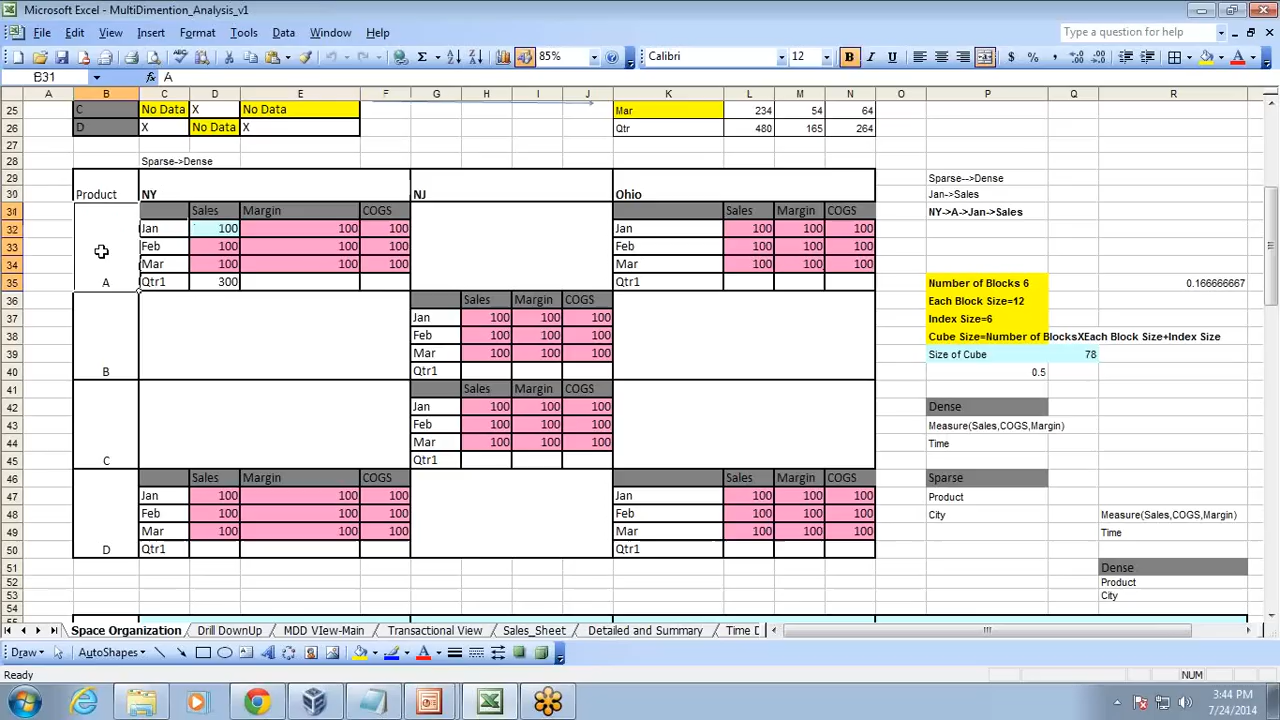 Microsoft Excel - MultiDimention_Analysis_v1
File Edit View Insert Format Tools Data Window Help
Type a question for help
85% Calibri 12 B I U $ % A
B31 fx A
A B C D E F G H I J K L M N O P Q R
25 C No Data X No Data Mar 234 54 64
26 D X No Data X Qtr 480 165 264
27
28 Sparse->Dense
29 Sparse-->Dense
30 Product NY NJ Ohio Jan->Sales
31 Sales Margin COGS Sales Margin COGS NY->A->Jan->Sales
32 Jan 100 100 100 Jan 100 100 100
33 Feb 100 100 100 Feb 100 100 100
34 Mar 100 100 100 Mar 100 100 100
35 A Qtr1 300 Qtr1 Number of Blocks 6 0.166666667
36 Sales Margin COGS Each Block Size=12
37 Jan 100 100 100 Index Size=6
38 Feb 100 100 100 Cube Size=Number of BlocksXEach Block Size+Index Size
39 Mar 100 100 100 Size of Cube 78
40 B Qtr1 0.5
41 Sales Margin COGS
42 Jan 100 100 100 Dense
43 Feb 100 100 100 Measure(Sales,COGS,Margin)
44 Mar 100 100 100 Time
45 C Qtr1
46 Sales Margin COGS Sales Margin COGS Sparse
47 Jan 100 100 100 Jan 100 100 100 Product
48 Feb 100 100 100 Feb 100 100 100 City Measure(Sales,COGS,Margin)
49 Mar 100 100 100 Mar 100 100 100 Time
50 D Qtr1 Qtr1
51 Dense
52 Product
53 City
54
55
Space Organization Drill DownUp MDD VIew-Main Transactional View Sales_Sheet Detailed and Summary Time D
Draw AutoShapes A
Ready NUM
3:44 PM
7/24/2014